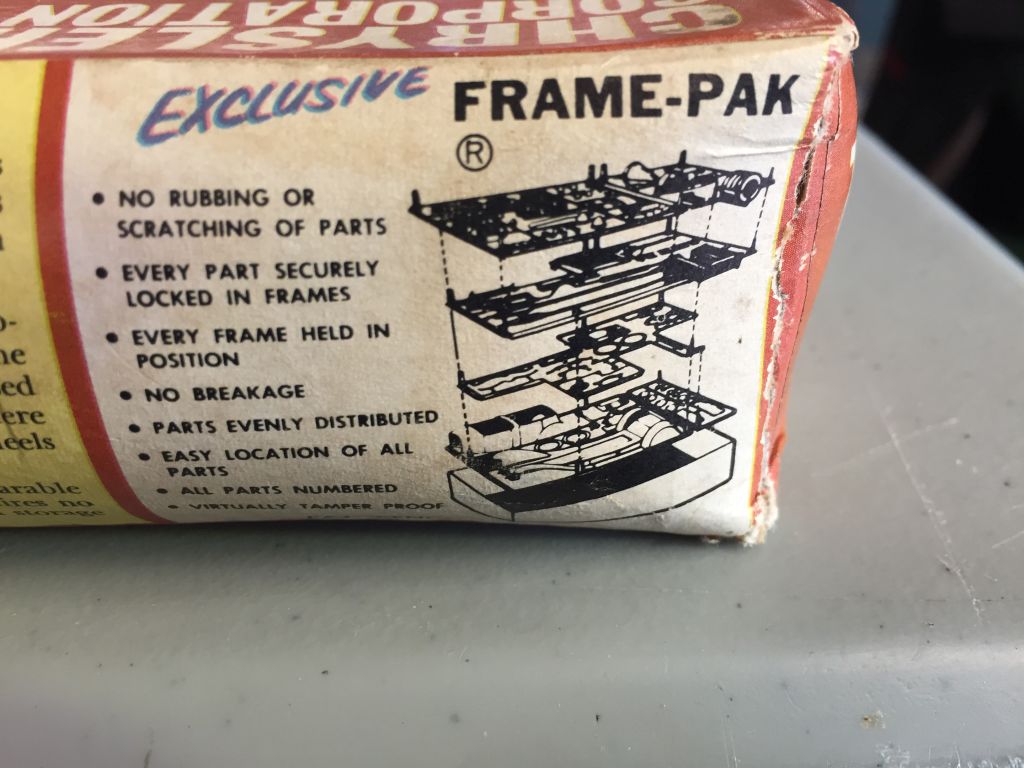 CHRYSLER
CORPORATION
EXCLUSIVE FRAME-PAK
®
• NO RUBBING OR
SCRATCHING OF PARTS
• EVERY PART SECURELY
LOCKED IN FRAMES
• EVERY FRAME HELD IN
POSITION
• NO BREAKAGE
• PARTS EVENLY DISTRIBUTED
• EASY LOCATION OF ALL
PARTS
• ALL PARTS NUMBERED
• VIRTUALLY TAMPER PROOF
no
storage